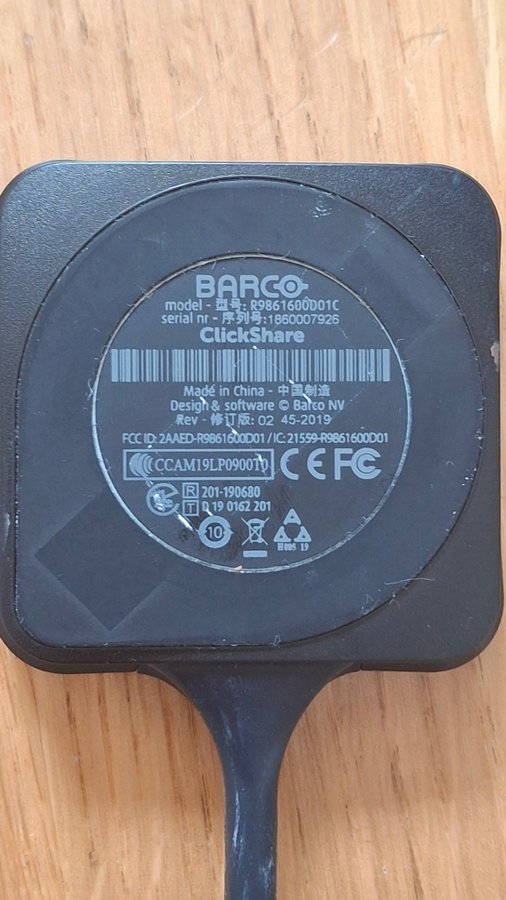 BARCO
model - 型号: R9861600D01C
serial nr - 序列号:1860007926
ClickShare
Made in China - 中国制造
Design & software © Barco NV
Rev - 修订版: 02 45-2019
FCC ID: 2AAED-R9861600D01 / IC: 21559-R9861600D01
CCAM19LP0900T0 CE FC
R 201-190680
T D 19 0162 201
10
H005 19